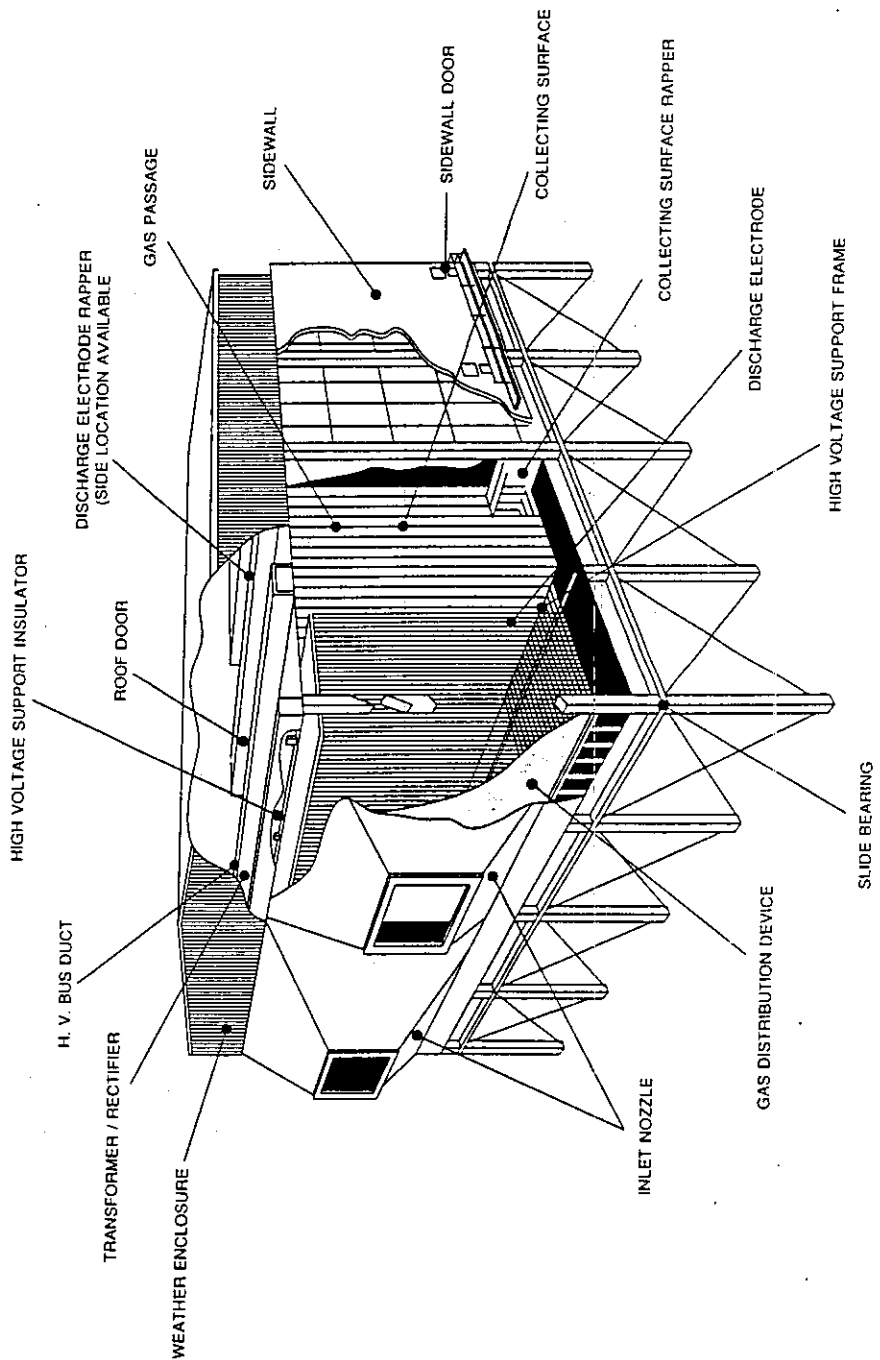 HIGH VOLTAGE SUPPORT INSULATOR
DISCHARGE ELECTRODE RAPPER
(SIDE LOCATION AVAILABLE
ROOF DOOR
GAS PASSAGE
H. V. BUS DUCT
TRANSFORMER / RECTIFIER
WEATHER ENCLOSURE
SIDEWALL
SIDEWALL DOOR
COLLECTING SURFACE
COLLECTING SURFACE RAPPER
DISCHARGE ELECTRODE
HIGH VOLTAGE SUPPORT FRAME
INLET NOZZLE
GAS DISTRIBUTION DEVICE
SLIDE BEARING